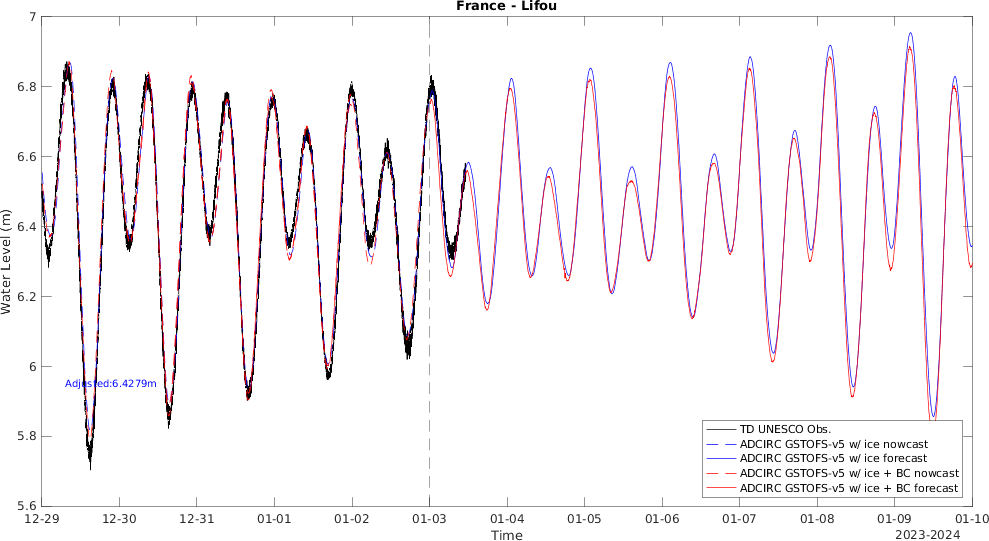 France - Lifou
7
6.8
6.6
6.4
6.2
6
5.8
5.6
Water Level (m)
Adjusted:6.4279m
TD UNESCO Obs.
ADCIRC GSTOFS-v5 w/ ice nowcast
ADCIRC GSTOFS-v5 w/ ice forecast
ADCIRC GSTOFS-v5 w/ ice + BC nowcast
ADCIRC GSTOFS-v5 w/ ice + BC forecast
12-29 12-30 12-31 01-01 01-02 01-03 01-04 01-05 01-06 01-07 01-08 01-09 01-10
Time
2023-2024